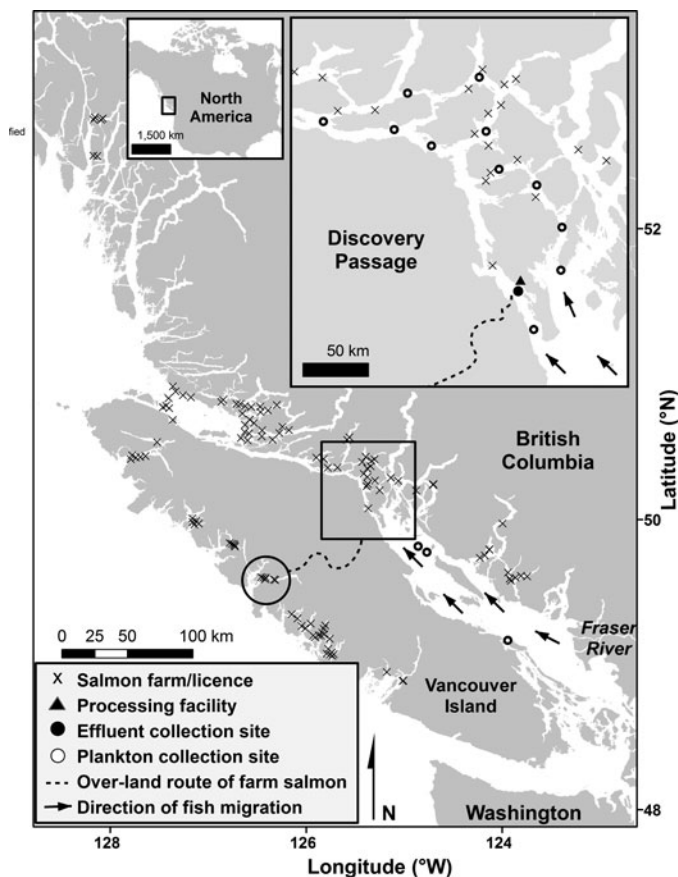 North
America
1,500 km
fied
Discovery
Passage
50 km
52
British
Columbia
50
Latitude (°N)
Fraser
River
0 25 50 100 km
Vancouver
Island
X Salmon farm/licence
Processing facility
Effluent collection site
Plankton collection site
Over-land route of farm salmon
Direction of fish migration
N
Washington
48
128
126
124
Longitude (°W)